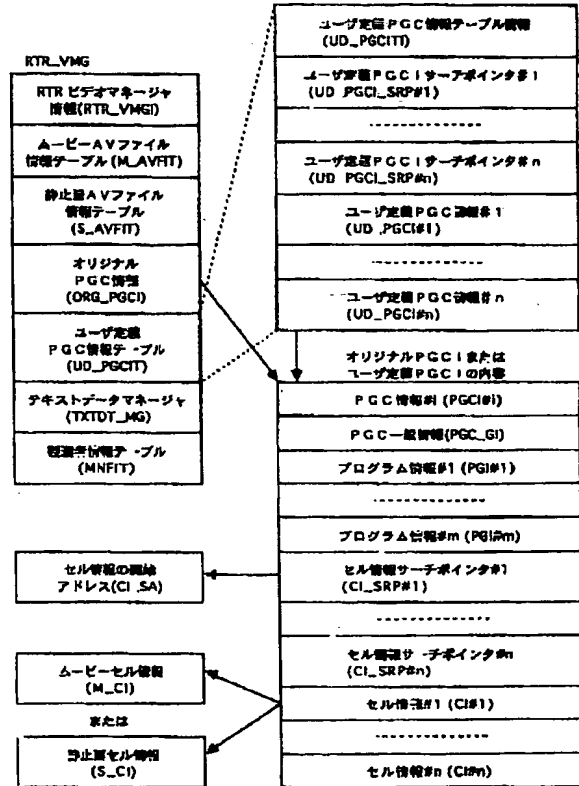 RTR_VMG
RTR ビデオマネージャ
情報(RTR_VMGI)
ムービーAVファイル
情報テーブル(M_AVFIT)
静止画AVファイル
情報テーブル
(S_AVFIT)
オリジナル
PGC情報
(ORG_PGCI)
ユーザ定義
PGC情報テーブル
(UD_PGCIT)
テキストデータマネージャ
(TXTDT_MG)
製造者情報テーブル
(MNFIT)
ユーザ定義PGC情報テーブル情報
(UD_PGCITI)
ユーザ定義PGCIサーチポインタ#1
(UD_PGCI_SRP#1)
ユーザ定義PGCIサーチポインタ#n
(UD_PGCI_SRP#n)
ユーザ定義PGC情報#1
(UD_PGCI#1)
ユーザ定義PGC情報#n
(UD_PGCI#n)
オリジナルPGCIまたは
ユーザ定義PGCIの内容
PGC情報#i (PGCI#i)
PGC一般情報(PGC_GI)
プログラム情報#1 (PGI#1)
プログラム情報#m (PGI#m)
セル情報サーチポインタ#1
(CI_SRP#1)
セル情報サーチポインタ#n
(CI_SRP#n)
セル情報#1 (CI#1)
セル情報#n (CI#n)
セル情報の開始
アドレス(CI_SA)
ムービーセル情報
(M_CI)
または
静止画セル情報
(S_CI)